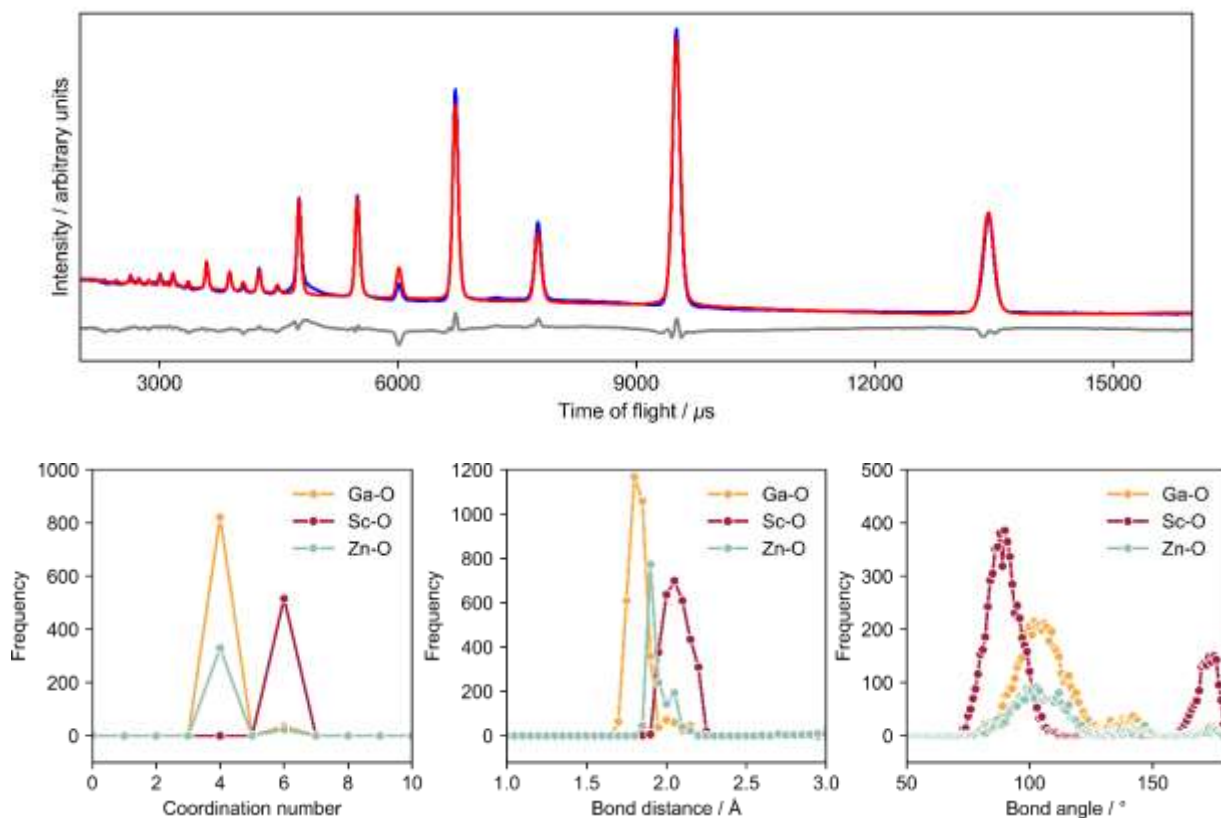 Intensity / arbitrary units
3000 6000 9000 12000 15000
Time of flight / µs
1000
800
600
400
200
0
Frequency
Ga-O
Sc-O
Zn-O
0 2 4 6 8 10
Coordination number
1200
1000
800
600
400
200
0
Frequency
Ga-O
Sc-O
Zn-O
1.0 1.5 2.0 2.5 3.0
Bond distance / Å
500
400
300
200
100
0
Frequency
Ga-O
Sc-O
Zn-O
50 100 150
Bond angle / °